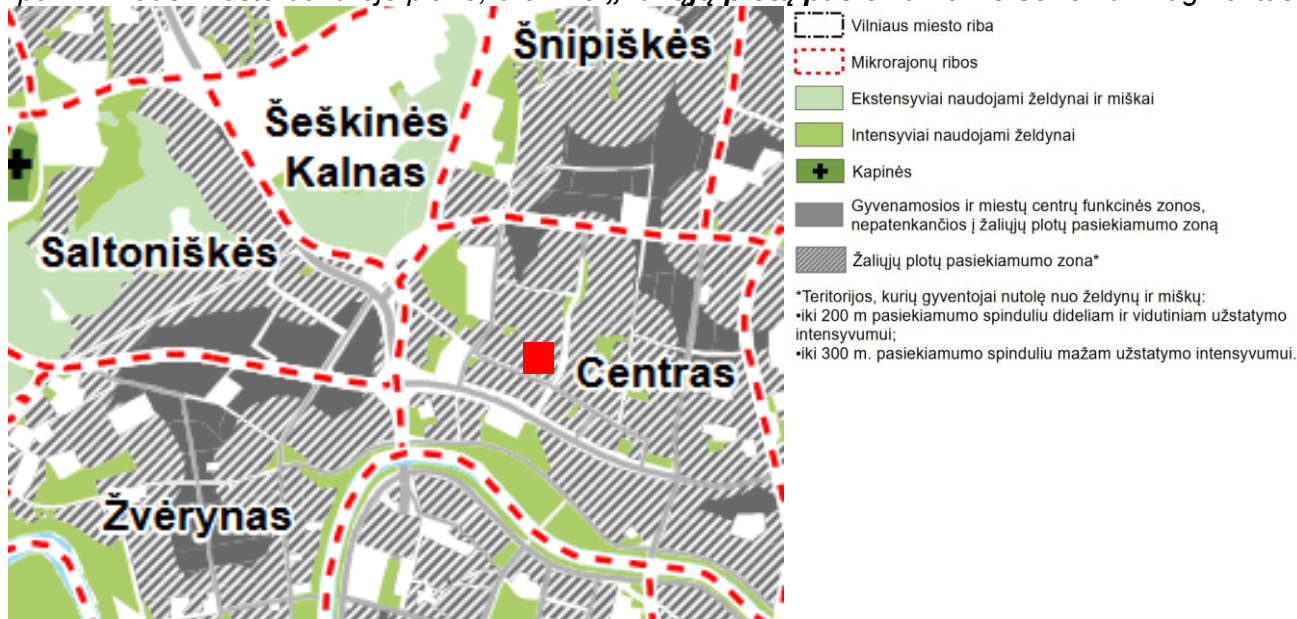 Šnipiškės
Šeškinės
Kalnas
Saltoniškės
Centras
Žvėrynas
Vilniaus miesto riba
Mikrorajonų ribos
Ekstensyviai naudojami želdynai ir miškai
Intensyviai naudojami želdynai
Kapinės
Gyvenamosios ir miestų centrų funkcinės zonos,
nepatenkančios į žaliųjų plotų pasiekiamumo zoną
Žaliųjų plotų pasiekiamumo zona*
*Teritorijos, kurių gyventojai nutolę nuo želdynų ir miškų:
•iki 200 m pasiekiamumo spinduliu dideliam ir vidutiniam užstatymo
intensyvumui;
•iki 300 m. pasiekiamumo spinduliu mažam užstatymo intensyvumui.